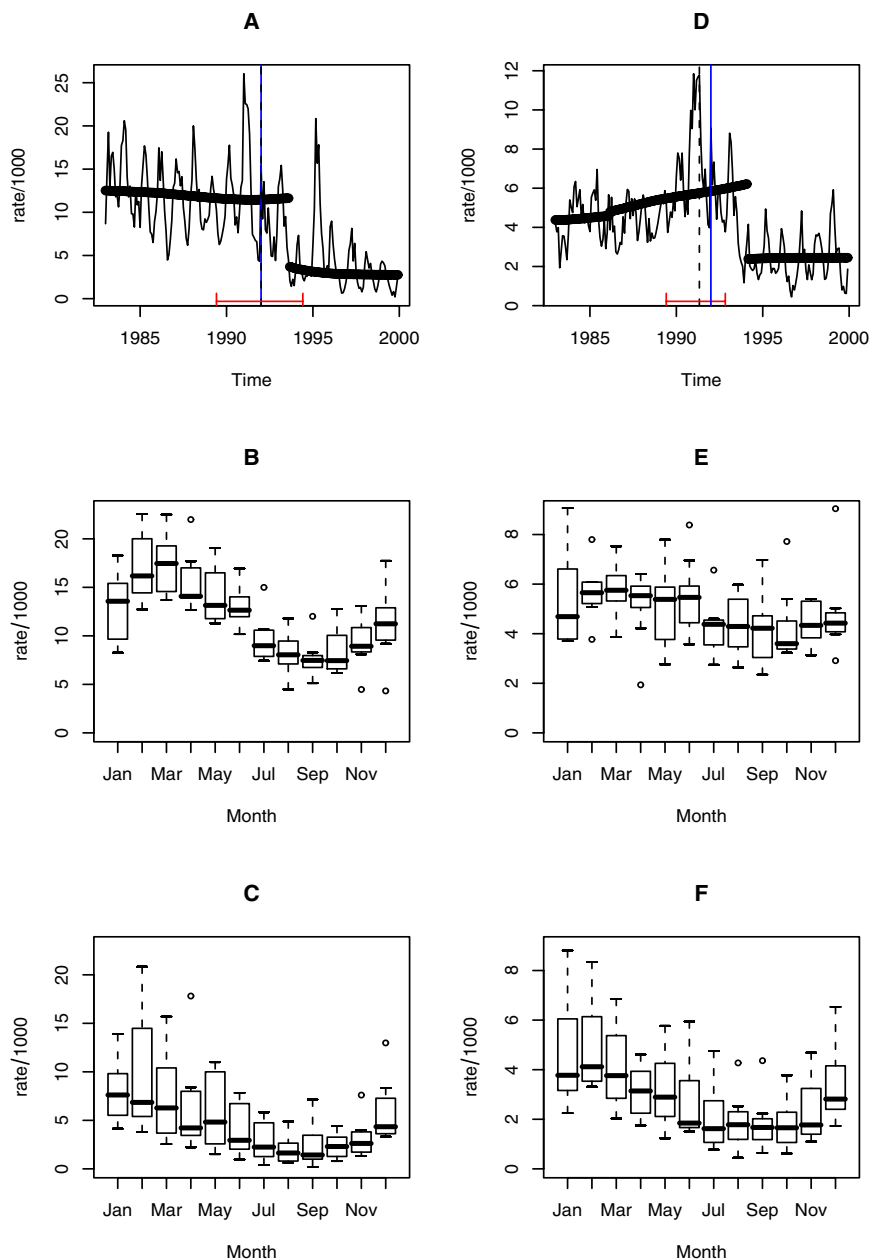 A
rate/1000
0 5 10 15 20 25
1985 1990 1995 2000
Time
D
rate/1000
0 2 4 6 8 10 12
1985 1990 1995 2000
Time
B
rate/1000
0 5 10 15 20
Jan Mar May Jul Sep Nov
Month
E
rate/1000
0 2 4 6 8
Jan Mar May Jul Sep Nov
Month
C
rate/1000
0 5 10 15 20
Jan Mar May Jul Sep Nov
Month
F
rate/1000
0 2 4 6 8
Jan Mar May Jul Sep Nov
Month